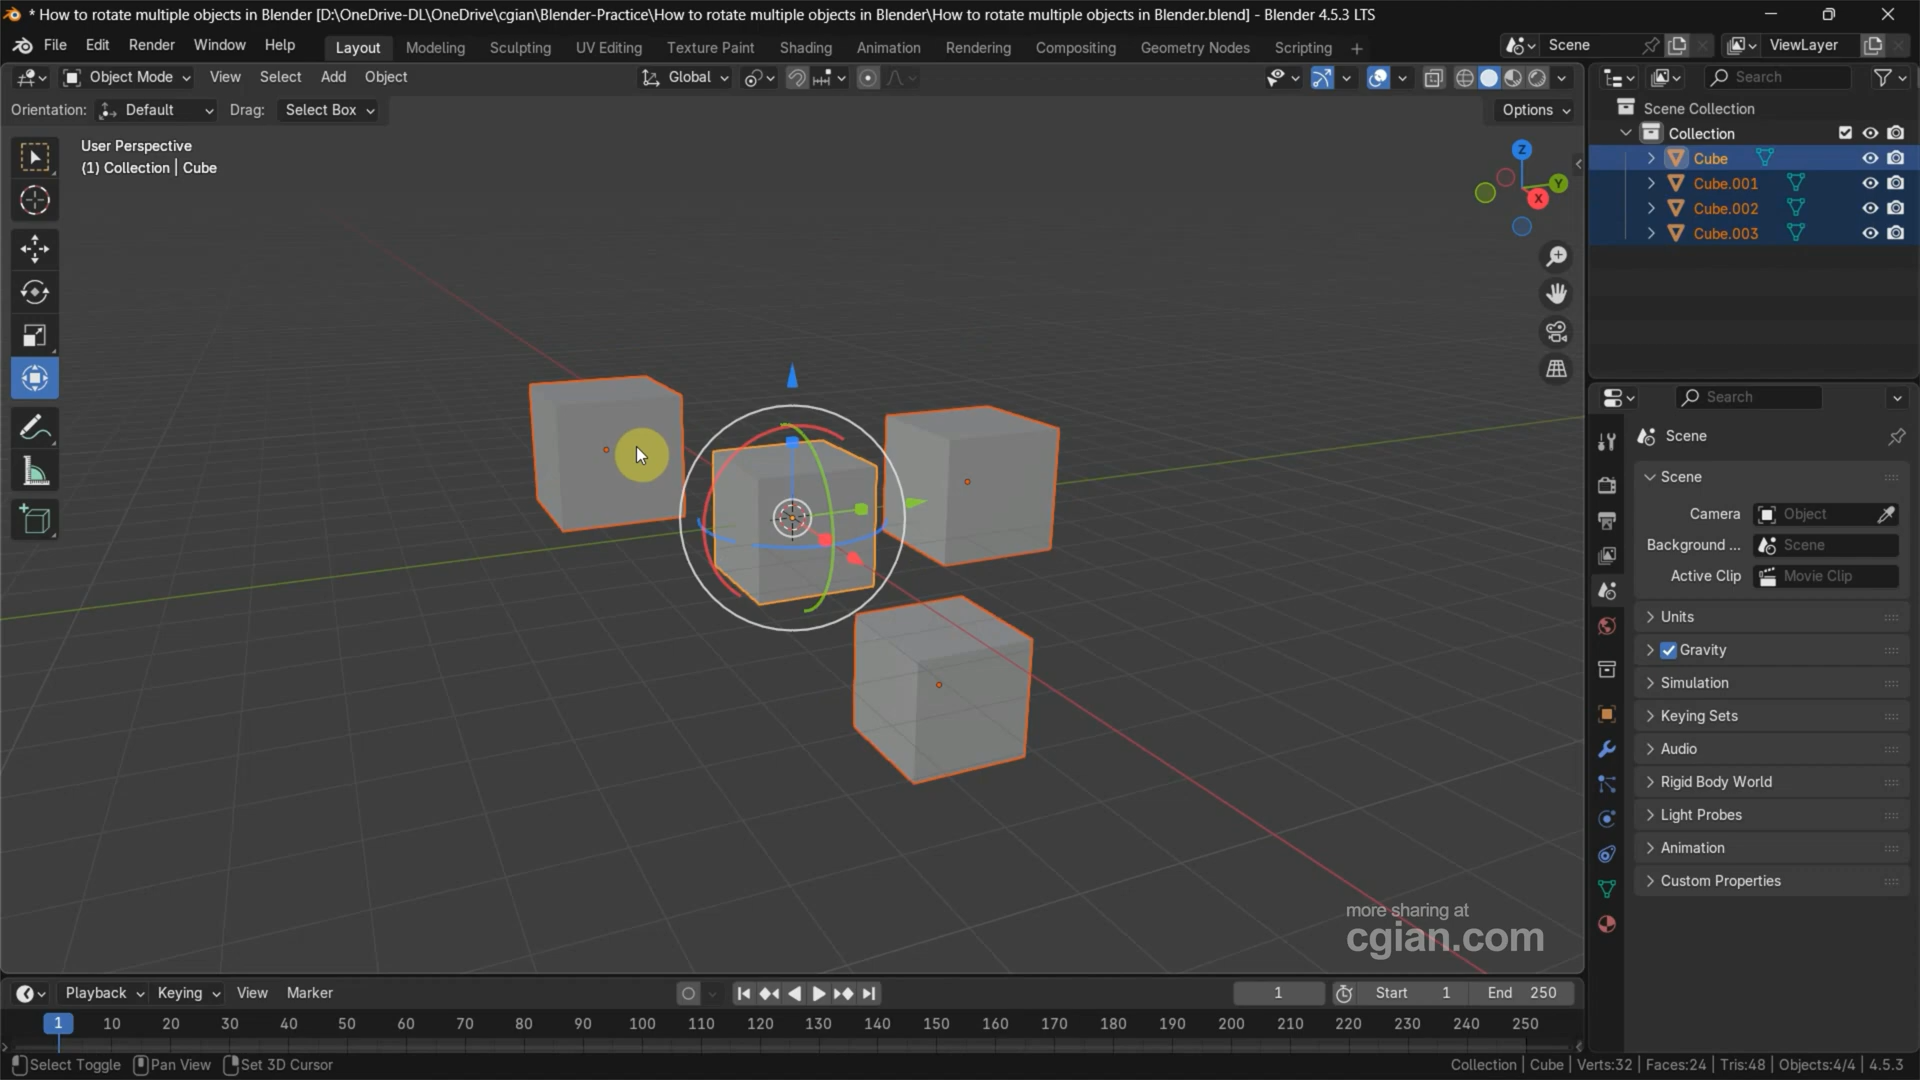 * How to rotate multiple objects in Blender [D:\OneDrive-DL\OneDrive\cgian\Blender-Practice\How to rotate multiple objects in Blender\How to rotate multiple objects in Blender.blend] - Blender 4.5.3 LTS
File Edit Render Window Help
Layout Modeling Sculpting UV Editing Texture Paint Shading Animation Rendering Compositing Geometry Nodes Scripting +
Scene
ViewLayer
Object Mode View Select Add Object
Global
Search
Orientation: Default Drag: Select Box
Options
Scene Collection
Collection
Cube
Cube.001
Cube.002
Cube.003
User Perspective
(1) Collection | Cube
Z
Y
X
Search
Scene
Scene
Camera Object
Background ... Scene
Active Clip Movie Clip
Units
Gravity
Simulation
Keying Sets
Audio
Rigid Body World
Light Probes
Animation
Custom Properties
more sharing at
cgian.com
Playback Keying View Marker
1
Start 1
End 250
1 10 20 30 40 50 60 70 80 90 100 110 120 130 140 150 160 170 180 190 200 210 220 230 240 250
Select Toggle Pan View Set 3D Cursor
Collection | Cube | Verts:32 | Faces:24 | Tris:48 | Objects:4/4 | 4.5.3